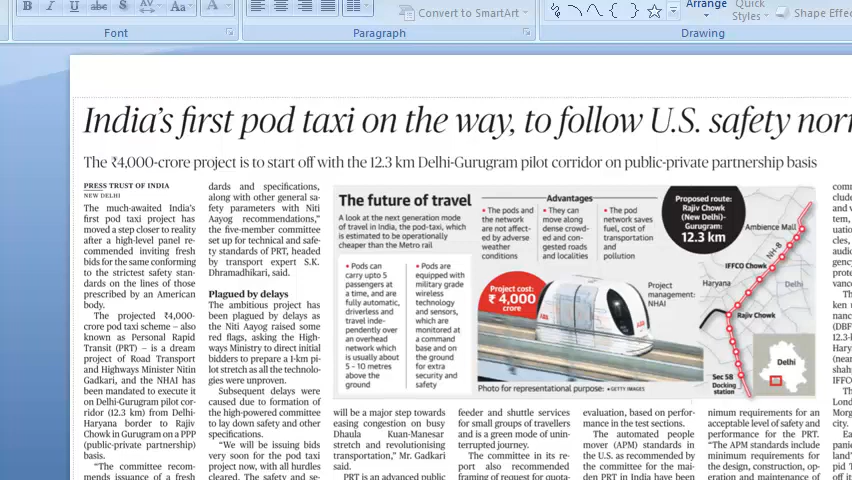 B I U abc S AV Aa A
Convert to SmartArt
Arrange
Quick
Styles
Shape Effe
Font
Paragraph
Drawing
India's first pod taxi on the way, to follow U.S. safety nor
The ₹4,000-crore project is to start off with the 12.3 km Delhi-Gurugram pilot corridor on public-private partnership basis
PRESS TRUST OF INDIA
NEW DELHI
The much-awaited India's
first pod taxi project has
moved a step closer to reality
after a high-level panel re-
commended inviting fresh
bids for the same conforming
to the strictest safety stan-
dards on the lines of those
prescribed by an American
body.
The projected ₹4,000-
crore pod taxi scheme – also
known as Personal Rapid
Transit (PRT) – is a dream
project of Road Transport
and Highways Minister Nitin
Gadkari, and the NHAI has
been mandated to execute it
on Delhi-Gurugram pilot cor-
ridor (12.3 km) from Delhi-
Haryana border to Rajiv
Chowk in Gurugram on a PPP
(public-private partnership)
basis.
"The committee recom-
mends issuance of a fresh
dards and specifications,
along with other general sa-
fety parameters with Niti
Aayog recommendations,"
the five-member committee
set up for technical and safe-
ty standards of PRT, headed
by transport expert S.K.
Dhramadhikari, said.
Plagued by delays
The ambitious project has
been plagued by delays as
the Niti Aayog raised some
red flags, asking the High-
ways Ministry to direct initial
bidders to prepare a 1-km pi-
lot stretch as all the technolo-
gies were unproven.
Subsequent delays were
caused due to formation of
the high-powered committee
to lay down safety and other
specifications.
"We will be issuing bids
very soon for the pod taxi
project now, with all hurdles
cleared. The safety and se-
The future of travel
A look at the next generation mode
of travel in India, the pod-taxi, which
is estimated to be operationally
cheaper than the Metro rail
• Pods can
carry upto 5
passengers at
a time, and are
fully automatic,
driverless and
travel inde-
pendently over
an overhead
network which
is usually about
5 - 10 metres
above the
ground
• Pods are
equipped with
military grade
wireless
technology
and sensors,
which are
monitored at
a command
base and on
the ground
for extra
security and
safety
Advantages
• The pods and
the network
are not affect-
ed by adverse
weather
conditions
• They can
move along
dense crowd-
ed and con-
gested roads
and localities
• The pod
network saves
fuel, cost of
transportation
and
pollution
Project cost:
₹ 4,000
crore
Project
management:
NHAI
Photo for representational purpose: • GETTY IMAGES
Proposed route:
Rajiv Chowk
(New Delhi)-
Gurugram:
12.3 km
Ambience Mall
NH-8
IFFCO Chowk
Haryana
Delhi
Rajiv Chowk
Sec 58
Docking
station
Delhi
will be a major step towards
easing congestion on busy
Dhaula Kuan-Manesar
stretch and revolutionising
transportation," Mr. Gadkari
said.
PRT is an advanced public
feeder and shuttle services
for small groups of travellers
and is a green mode of unin-
terrupted journey.
The committee in its re-
port also recommended
framing of request for quota-
evaluation, based on perfor-
mance in the test sections.
The automated people
mover (APM) standards in
the U.S. as recommended by
the committee for the mai-
den PRT in India have been
nimum requirements for an
acceptable level of safety and
performance for the PRT.
"The APM standards include
minimum requirements for
the design, construction, op-
eration and maintenance of